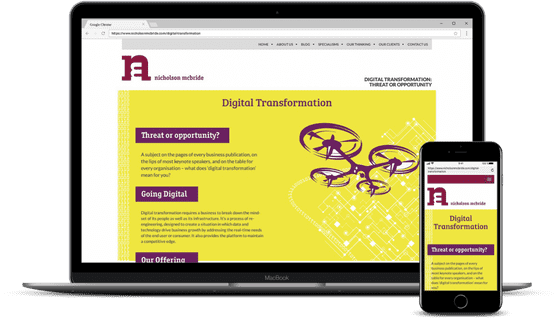 Google Chrome
https://www.nicholsonmcbride.com/digital-transformation
HOME • ABOUT US • BLOG • SPECIALISMS • OUR THINKING • OUR CLIENTS • CONTACT US
nicholson mcbride
DIGITAL TRANSFORMATION:
THREAT OR OPPORTUNITY
Digital Transformation
Threat or opportunity?
A subject on the pages of every business publication, on
the lips of most keynote speakers, and on the table for
every organisation – what does 'digital transformation'
mean for you?
Going Digital
Digital transformation requires a business to break down the mind-
set of its people as well as its infrastructure. It's a process of re-
engineering, designed to create a situation in which data and
technology drive business growth by addressing the real-time needs
of the end user or consumer. It also provides the platform to maintain
a competitive edge.
Our Offering
MacBook
nicholson mcbride
Digital
Transformation
Threat or opportunity?
A subject on the pages of every
business publication, on the lips of
most keynote speakers, and on the
table for every organisation – what
does 'digital transformation' mean for
you?